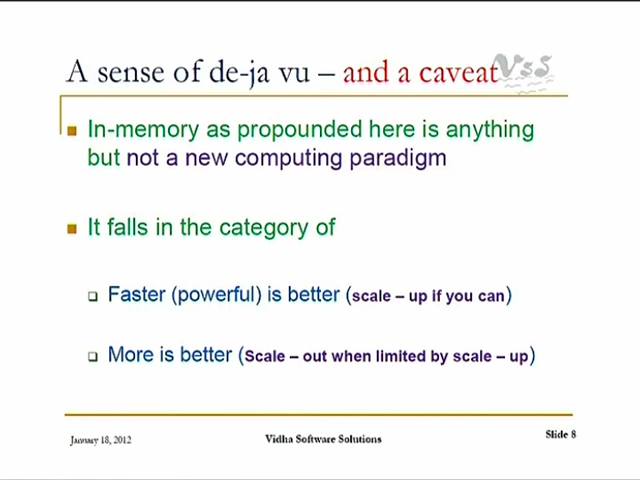 A sense of de-ja vu – and a caveat
VsS
In-memory as propounded here is anything
but not a new computing paradigm
It falls in the category of
Faster (powerful) is better (scale – up if you can)
More is better (Scale – out when limited by scale – up)
January 18, 2012
Vidha Software Solutions
Slide 8